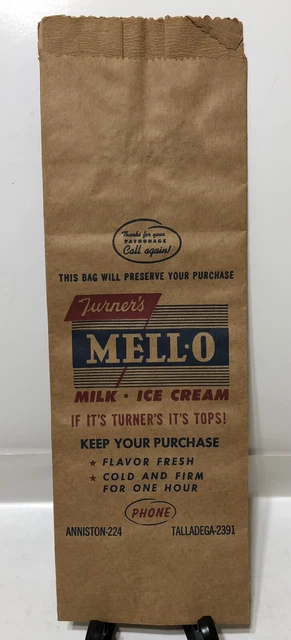 Thanks for your
PATRONAGE
Call again!
THIS BAG WILL PRESERVE YOUR PURCHASE
Turner's
MELL-O
MILK · ICE CREAM
IF IT'S TURNER'S IT'S TOPS!
KEEP YOUR PURCHASE
★ FLAVOR FRESH
★ COLD AND FIRM
FOR ONE HOUR
PHONE
ANNISTON-224 TALLADEGA-2391